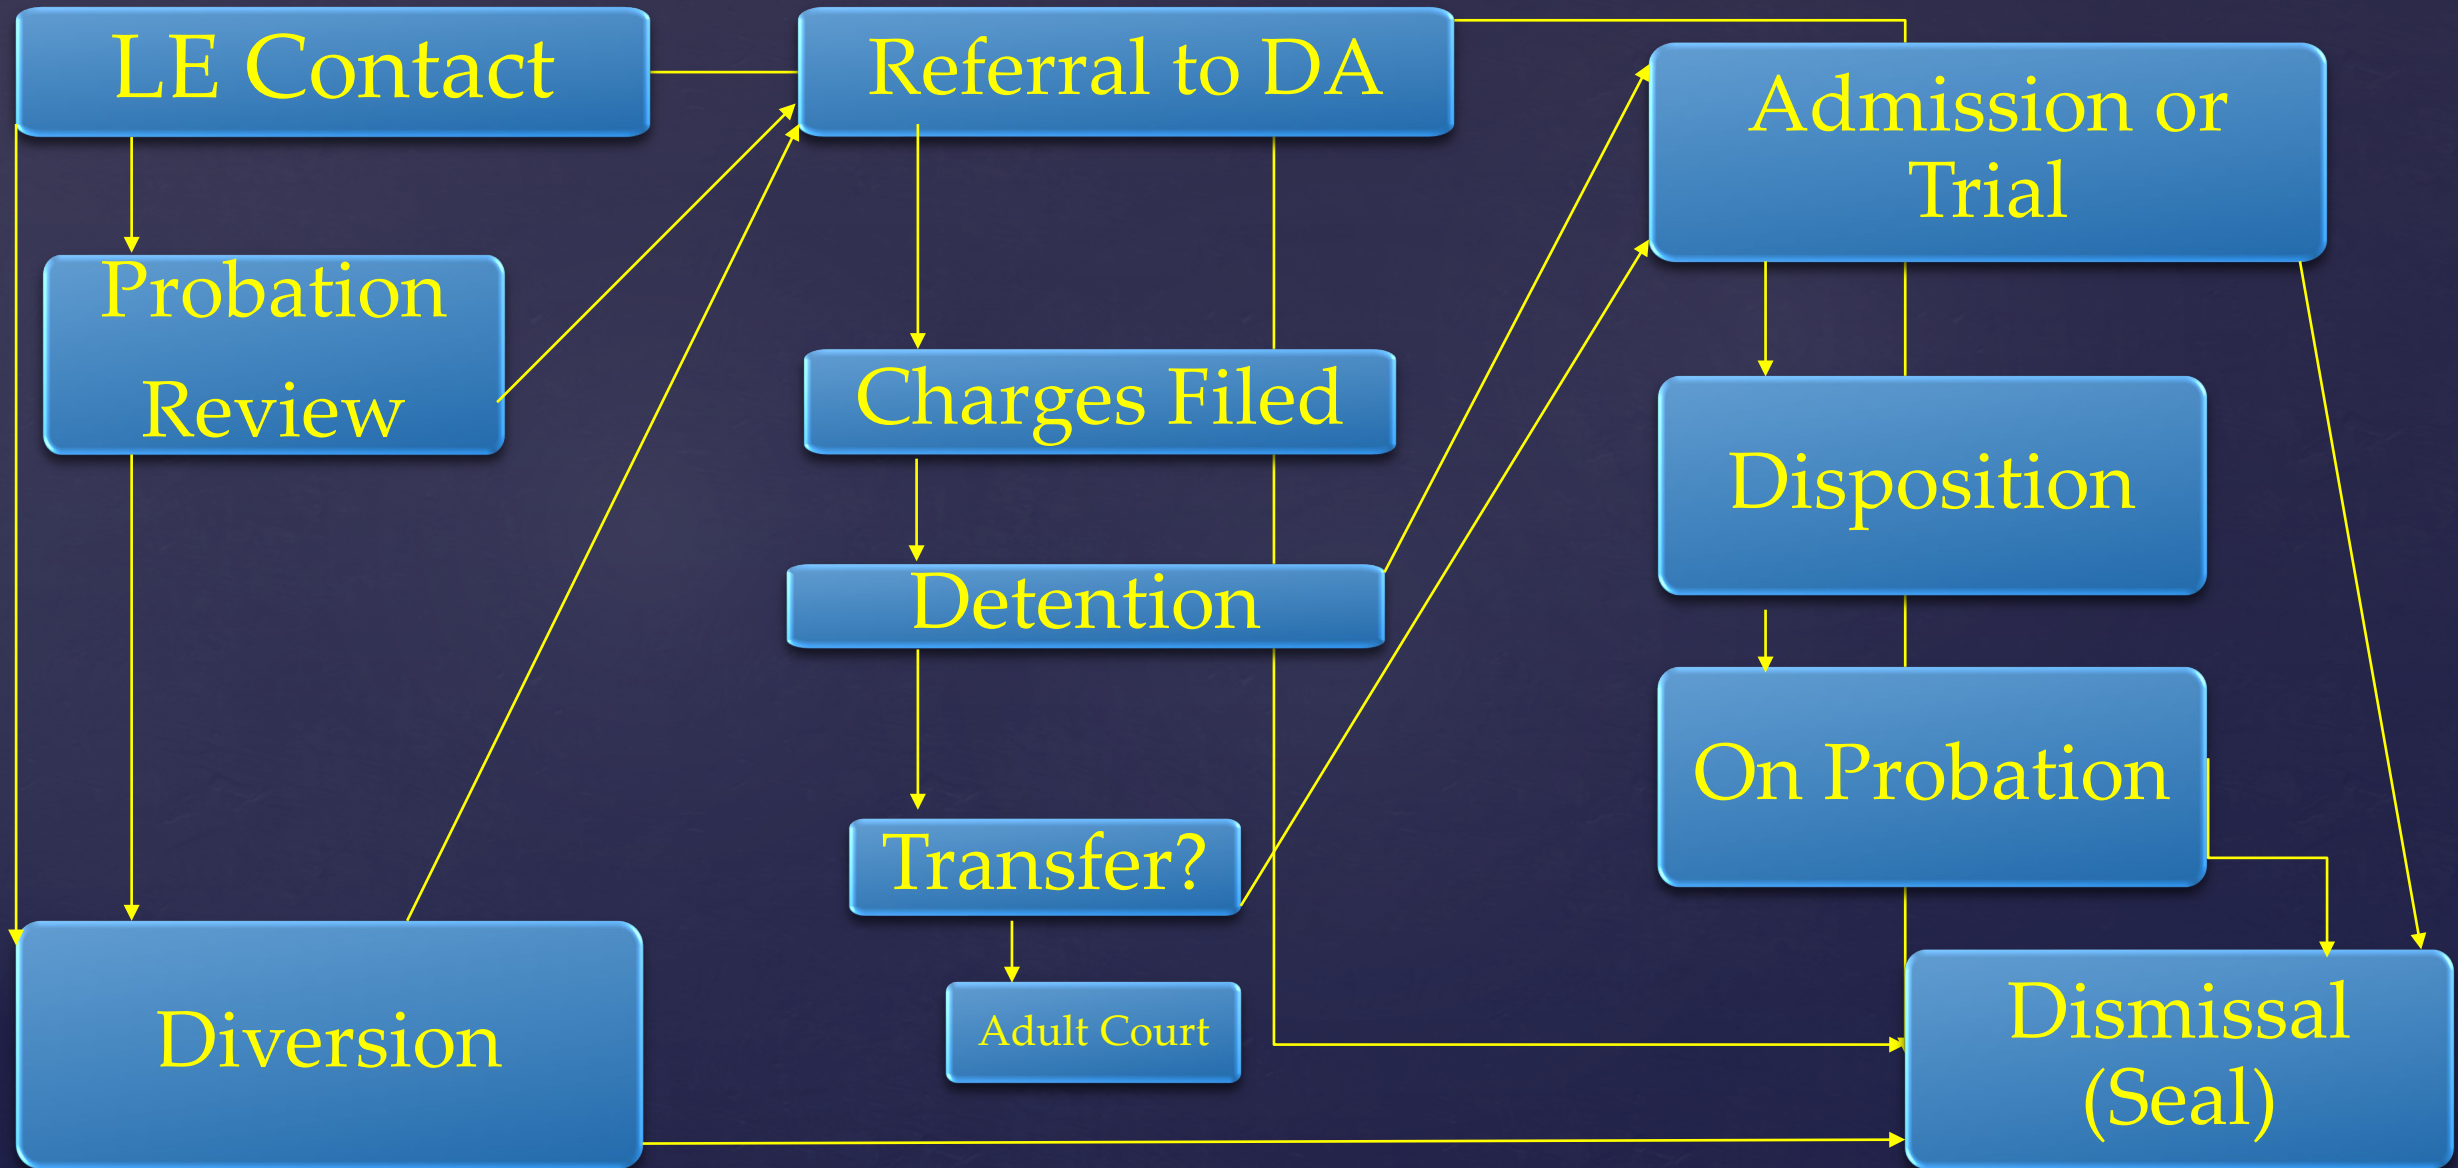 LE Contact
Referral to DA
Admission or
Trial
Probation
Review
Charges Filed
Disposition
Detention
On Probation
Transfer?
Adult Court
Diversion
Dismissal
(Seal)